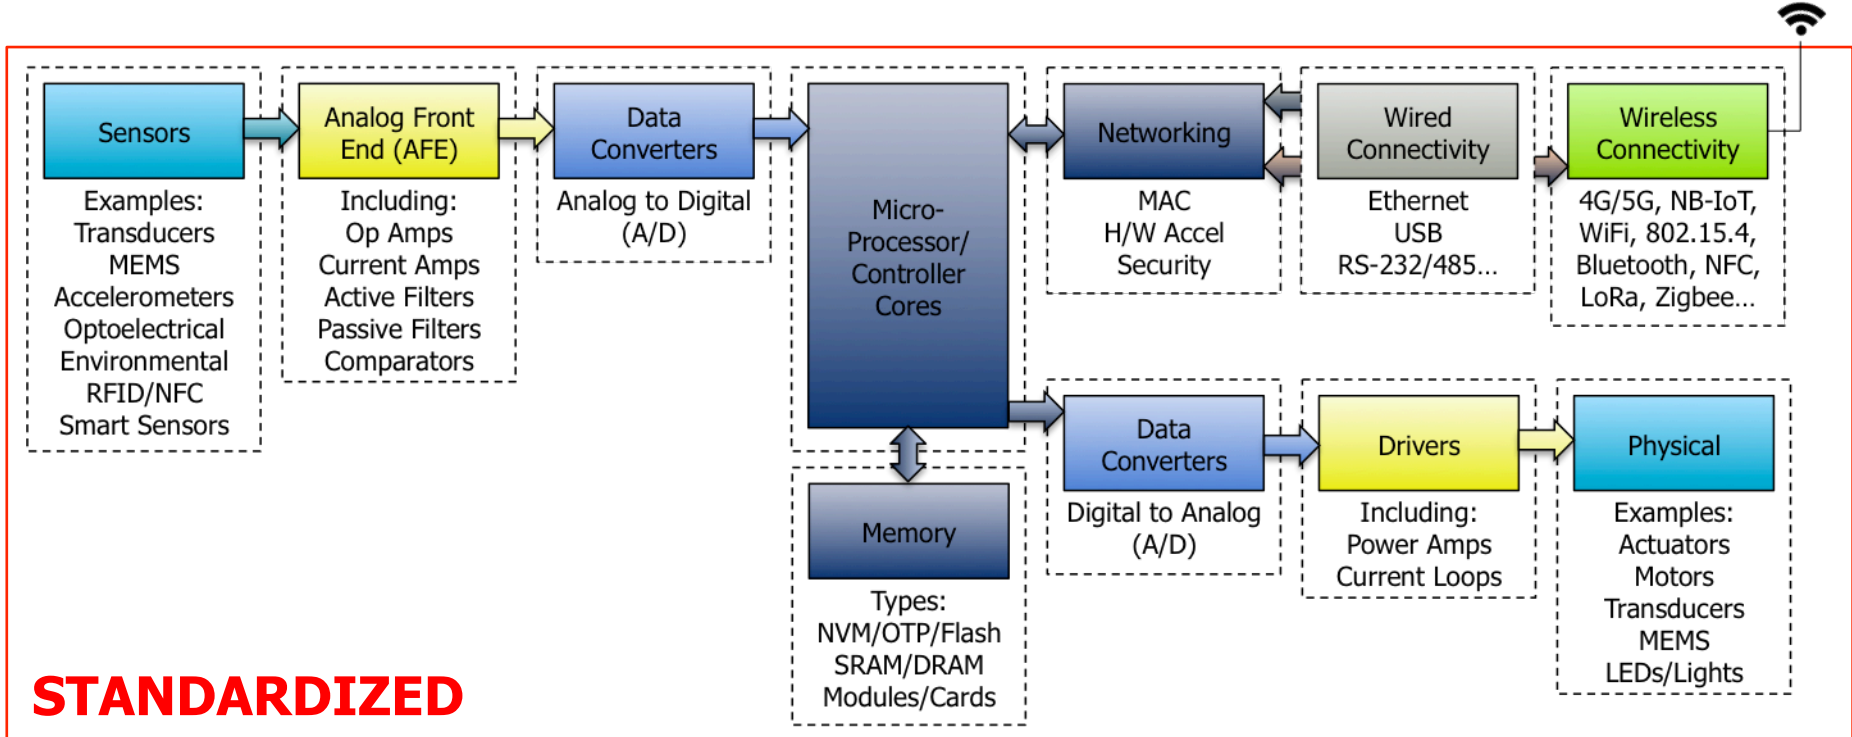 Sensors
Examples:
Transducers
MEMS
Accelerometers
Optoelectrical
Environmental
RFID/NFC
Smart Sensors
Analog Front
End (AFE)
Including:
Op Amps
Current Amps
Active Filters
Passive Filters
Comparators
Data
Converters
Analog to Digital
(A/D)
Micro-
Processor/
Controller
Cores
Memory
Types:
NVM/OTP/Flash
SRAM/DRAM
Modules/Cards
Networking
MAC
H/W Accel
Security
Wired
Connectivity
Ethernet
USB
RS-232/485...
Wireless
Connectivity
4G/5G, NB-IoT,
WiFi, 802.15.4,
Bluetooth, NFC,
LoRa, Zigbee...
Data
Converters
Digital to Analog
(A/D)
Drivers
Including:
Power Amps
Current Loops
Physical
Examples:
Actuators
Motors
Transducers
MEMS
LEDs/Lights
STANDARDIZED